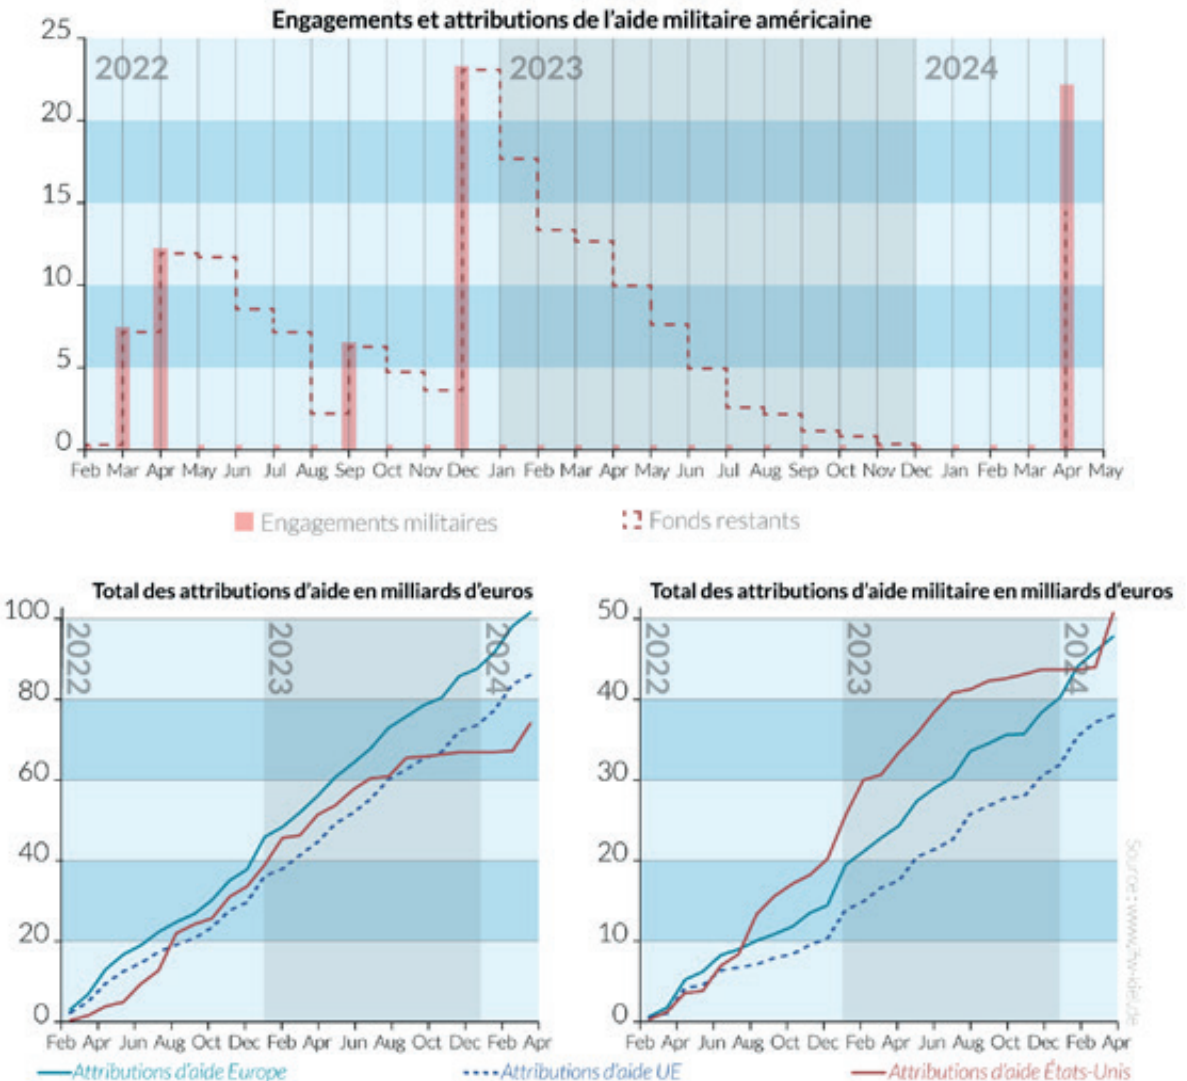 Engagements et attributions de l'aide militaire américaine
25
20
15
10
5
0
2022
2023
2024
Feb Mar Apr May Jun Jul Aug Sep Oct Nov Dec Jan Feb Mar Apr May Jun Jul Aug Sep Oct Nov Dec Jan Feb Mar Apr May
Engagements militaires
Fonds restants
Total des attributions d'aide en milliards d'euros
100
80
60
40
20
0
2022
2023
2024
Feb Apr Jun Aug Oct Dec Feb Apr Jun Aug Oct Dec Feb Apr
Total des attributions d'aide militaire en milliards d'euros
50
40
30
20
10
0
2022
2023
2024
Feb Apr Jun Aug Oct Dec Feb Apr Jun Aug Oct Dec Feb Apr
Source : www.ifw-kiel.de
Attributions d'aide Europe
Attributions d'aide UE
Attributions d'aide États-Unis